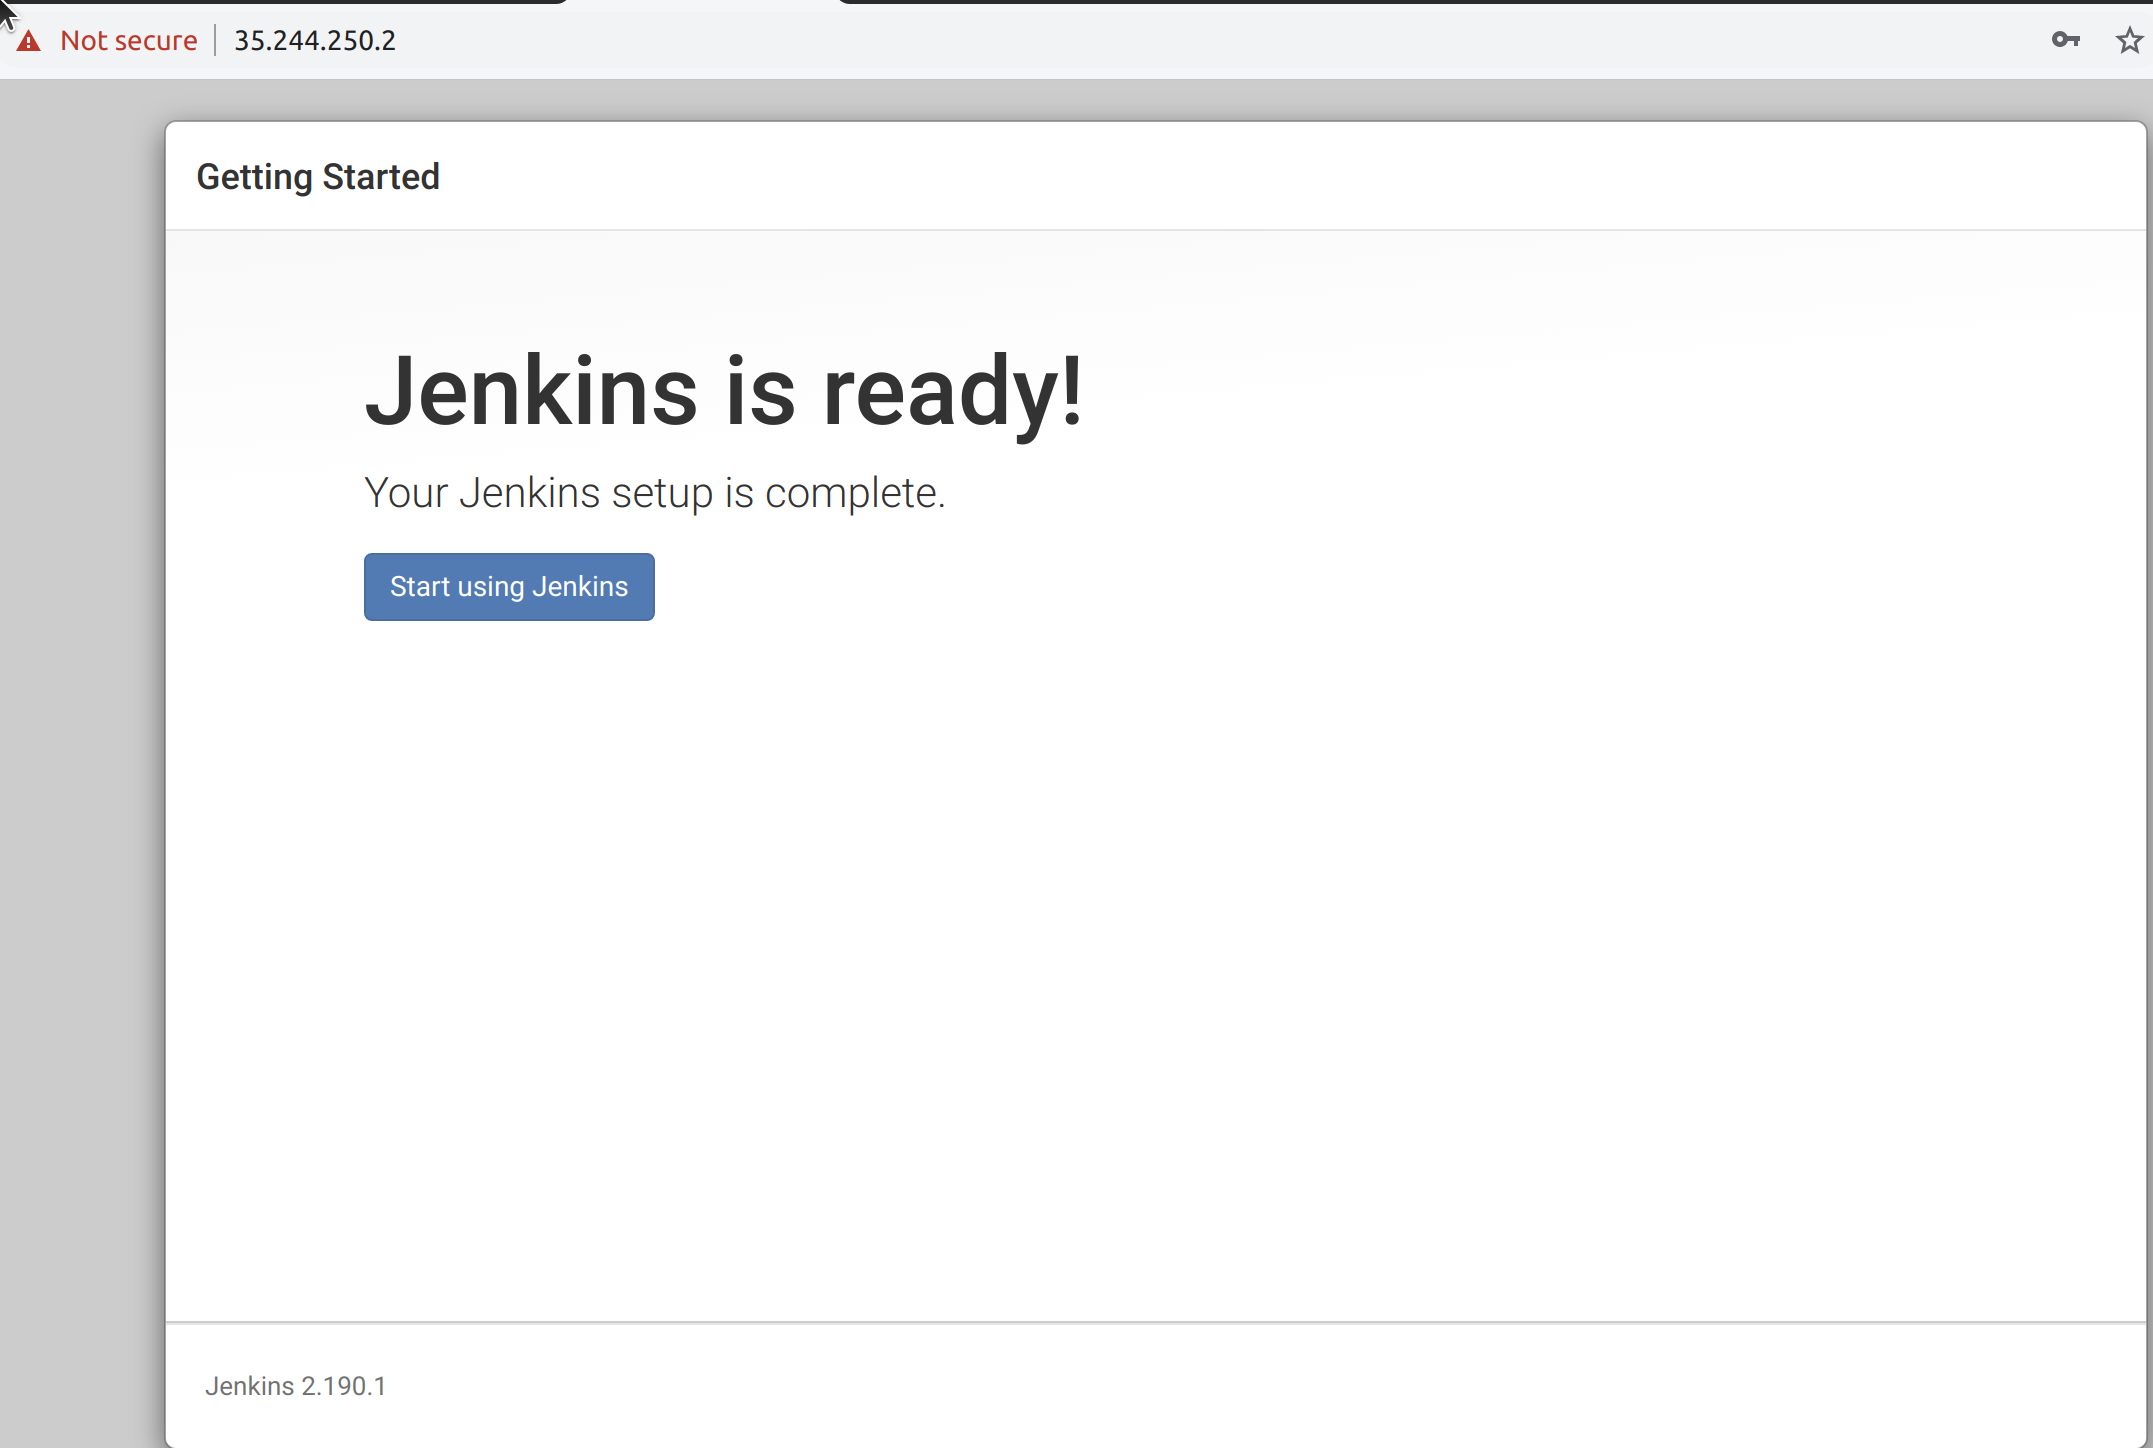 Not secure 35.244.250.2
Getting Started
Jenkins is ready!
Your Jenkins setup is complete.
Start using Jenkins
Jenkins 2.190.1